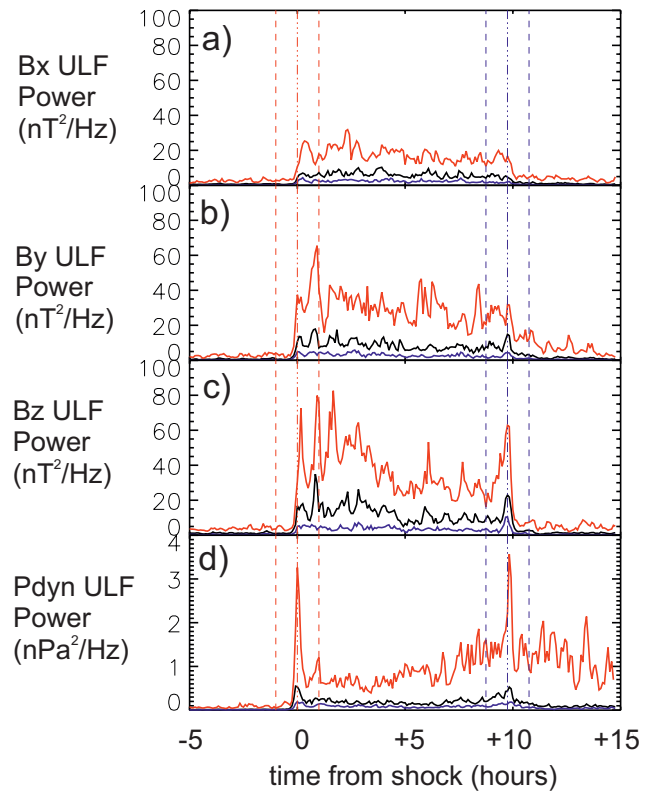 100
80
60
40
20
0
a)
Bx ULF
Power
(nT²/Hz)
100
80
60
40
20
0
b)
By ULF
Power
(nT²/Hz)
100
80
60
40
20
0
c)
Bz ULF
Power
(nT²/Hz)
4
3
2
1
0
d)
Pdyn ULF
Power
(nPa²/Hz)
-5 0 +5 +10 +15
time from shock (hours)